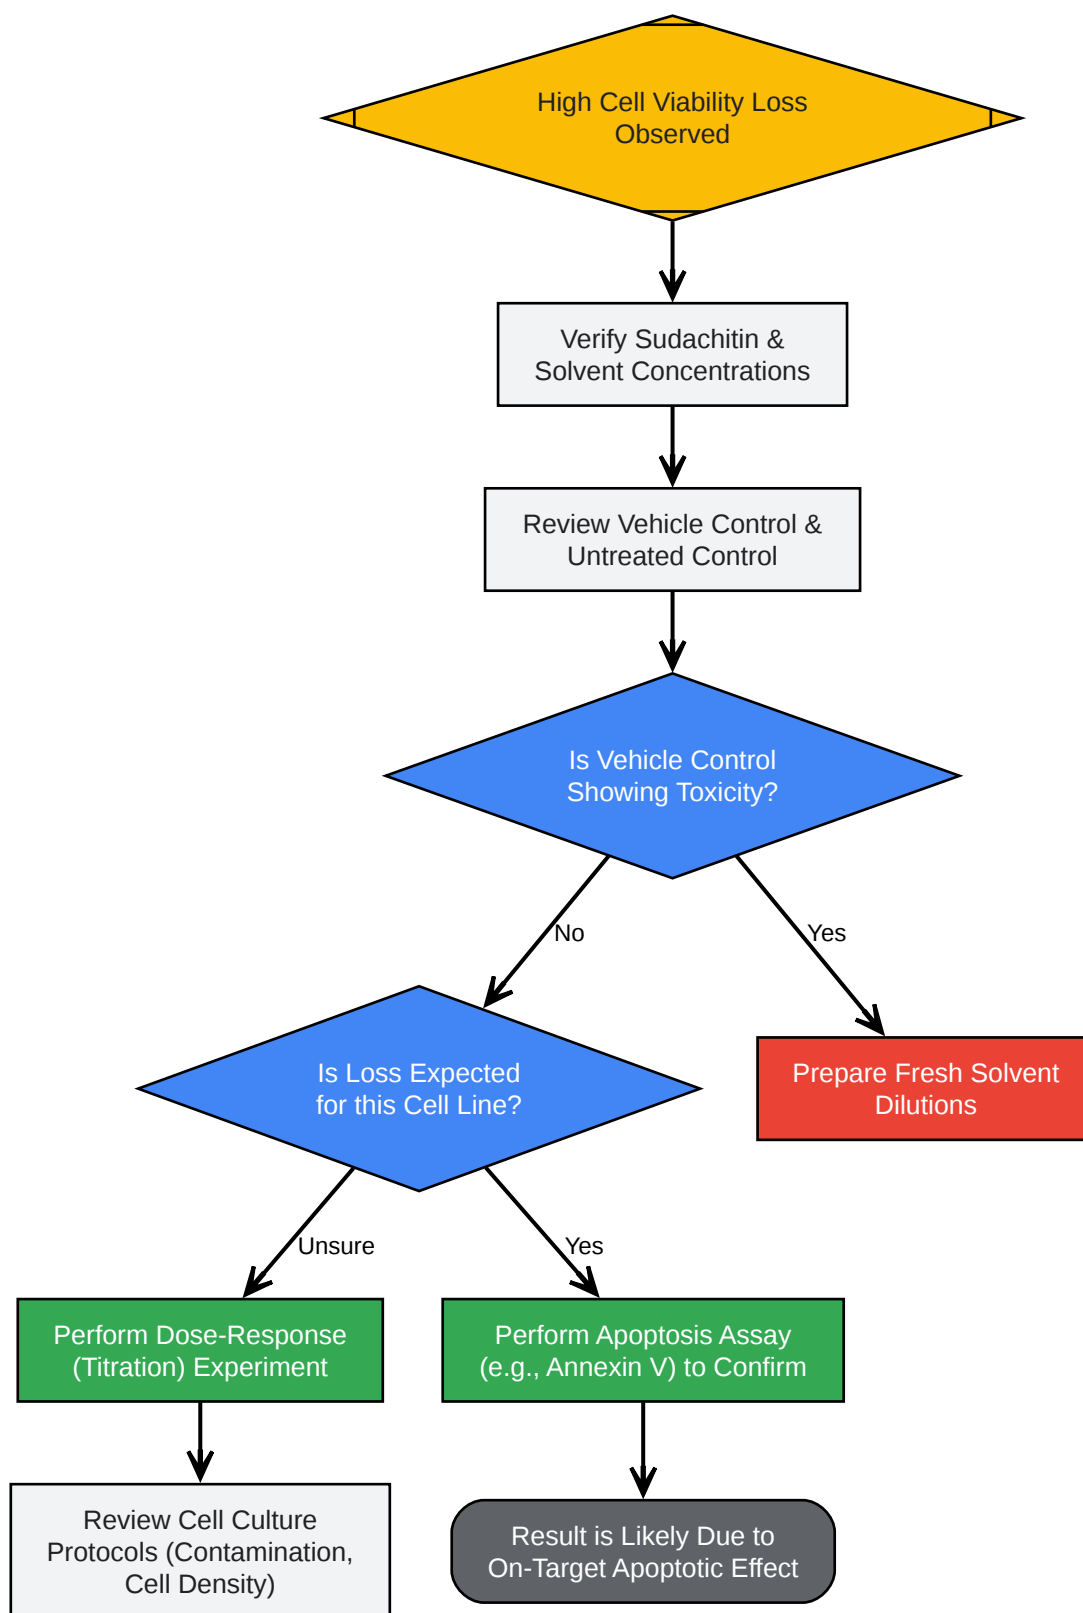 High Cell Viability Loss
Observed
Verify Sudachitin &
Solvent Concentrations
Review Vehicle Control &
Untreated Control
Is Vehicle Control
Showing Toxicity?
No
Yes
Is Loss Expected
for this Cell Line?
Prepare Fresh Solvent
Dilutions
Unsure
Yes
Perform Dose-Response
(Titration) Experiment
Perform Apoptosis Assay
(e.g., Annexin V) to Confirm
Review Cell Culture
Protocols (Contamination,
Cell Density)
Result is Likely Due to
On-Target Apoptotic Effect